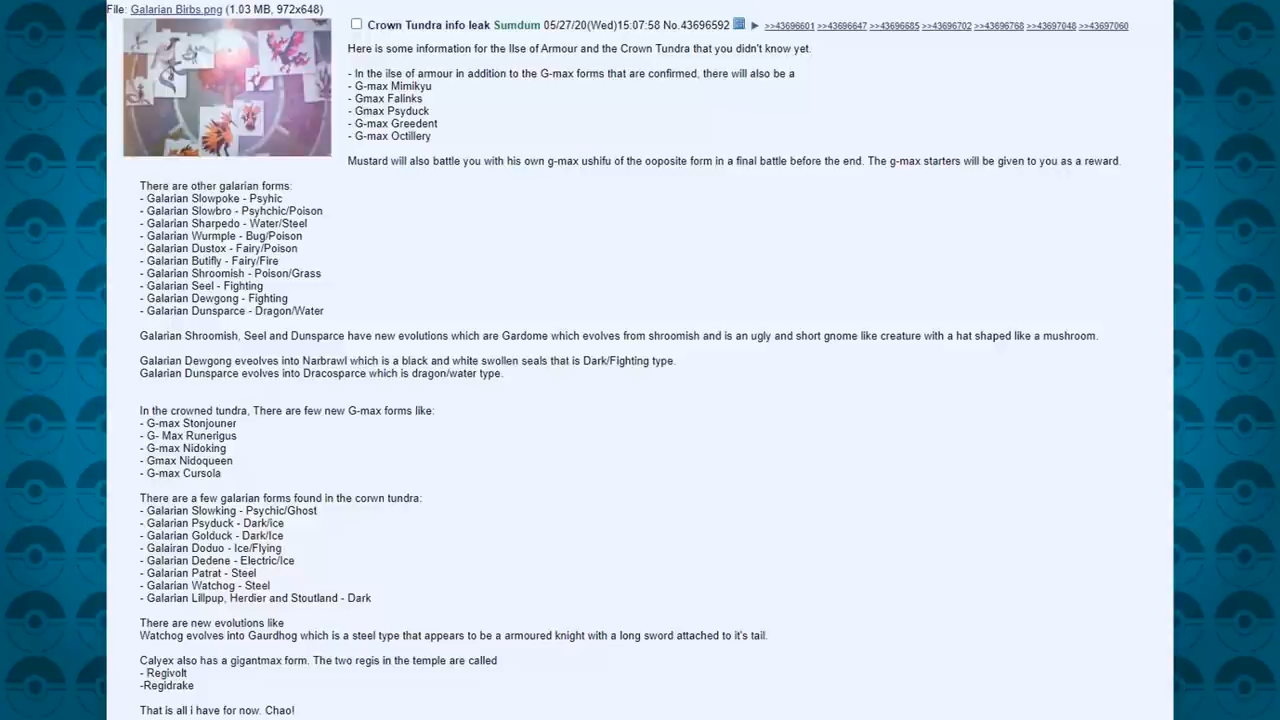 File: Galarian Birbs.png (1.03 MB, 972x648)
Crown Tundra info leak Sumdum 05/27/20(Wed)15:07:58 No.43696592 ▶ >>43696601 >>43696647 >>43696685 >>43696702 >>43696768 >>43697048 >>43697060
Here is some information for the Ilse of Armour and the Crown Tundra that you didn't know yet.
- In the ilse of armour in addition to the G-max forms that are confirmed, there will also be a
- G-max Mimikyu
- Gmax Falinks
- Gmax Psyduck
- G-max Greedent
- G-max Octillery
Mustard will also battle you with his own g-max ushifu of the ooposite form in a final battle before the end. The g-max starters will be given to you as a reward.
There are other galarian forms:
- Galarian Slowpoke - Psyhic
- Galarian Slowbro - Psyhchic/Poison
- Galarian Sharpedo - Water/Steel
- Galarian Wurmple - Bug/Poison
- Galarian Dustox - Fairy/Poison
- Galarian Butifly - Fairy/Fire
- Galarian Shroomish - Poison/Grass
- Galarian Seel - Fighting
- Galarian Dewgong - Fighting
- Galarian Dunsparce - Dragon/Water
Galarian Shroomish, Seel and Dunsparce have new evolutions which are Gardome which evolves from shroomish and is an ugly and short gnome like creature with a hat shaped like a mushroom.
Galarian Dewgong eveolves into Narbrawl which is a black and white swollen seals that is Dark/Fighting type.
Galarian Dunsparce evolves into Dracosparce which is dragon/water type.
In the crowned tundra, There are few new G-max forms like:
- G-max Stonjouner
- G- Max Runerigus
- G-max Nidoking
- Gmax Nidoqueen
- G-max Cursola
There are a few galarian forms found in the corwn tundra:
- Galarian Slowking - Psychic/Ghost
- Galarian Psyduck - Dark/ice
- Galarian Golduck - Dark/Ice
- Galairan Doduo - Ice/Flying
- Galarian Dedene - Electric/Ice
- Galarian Patrat - Steel
- Galarian Watchog - Steel
- Galarian Lillpup, Herdier and Stoutland - Dark
There are new evolutions like
Watchog evolves into Gaurdhog which is a steel type that appears to be a armoured knight with a long sword attached to it's tail.
Calyex also has a gigantmax form. The two regis in the temple are called
- Regivolt
-Regidrake
That is all i have for now. Chao!